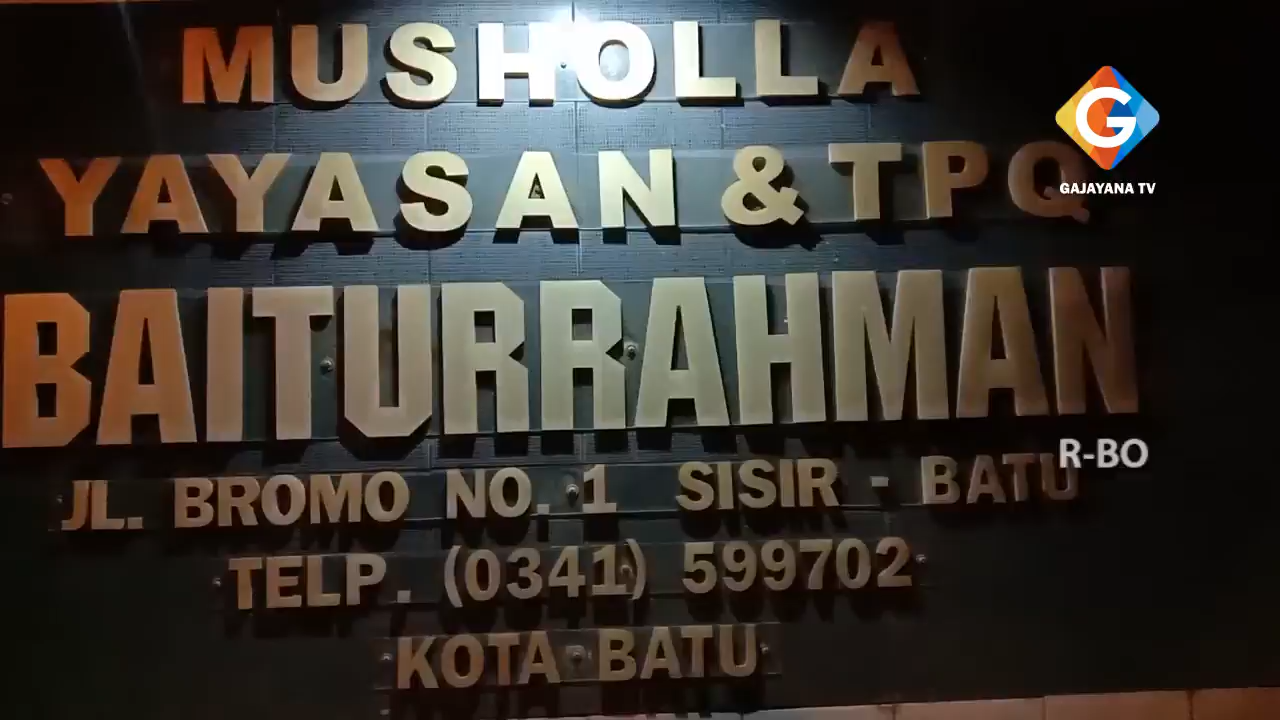 MUSHOLLA
YAYASAN & TPQ
BAITURRAHMAN
JL. BROMO NO. 1 SISIR - BATU
TELP. (0341) 599702
KOTA BATU
G
GAJAYANA TV
R-BO